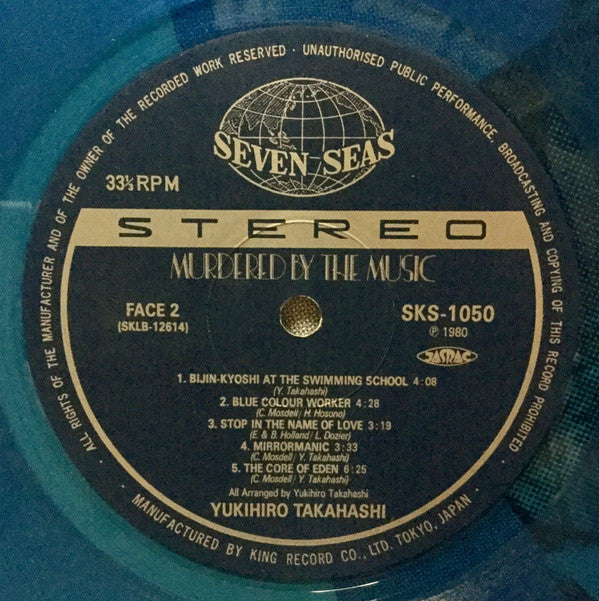 ALL RIGHTS OF THE MANUFACTURER AND OF THE OWNER OF THE RECORDED WORK RESERVED · UNAUTHORISED PUBLIC PERFORMANCE, BROADCASTING AND COPYING OF THIS RECORD PROHIBITED ·
SEVEN SEAS
33⅓RPM
STEREO
MURDERED BY THE MUSIC
FACE 2
(SKLB-12614)
SKS-1050
Ⓟ 1980
JASRAC
1. BIJIN-KYOSHI AT THE SWIMMING SCHOOL 4:08
(Y. Takahashi)
2. BLUE COLOUR WORKER 4:28
(C. Mosdell/H. Hosono)
3. STOP IN THE NAME OF LOVE 3:19
(E. & B. Holland/L. Dozier)
4. MIRRORMANIC 3:33
(C. Mosdell/Y. Takahashi)
5. THE CORE OF EDEN 6:25
(C. Mosdell/Y. Takahashi)
All Arranged by Yukihiro Takahashi
YUKIHIRO TAKAHASHI
MANUFACTURED BY KING RECORD CO., LTD. TOKYO, JAPAN